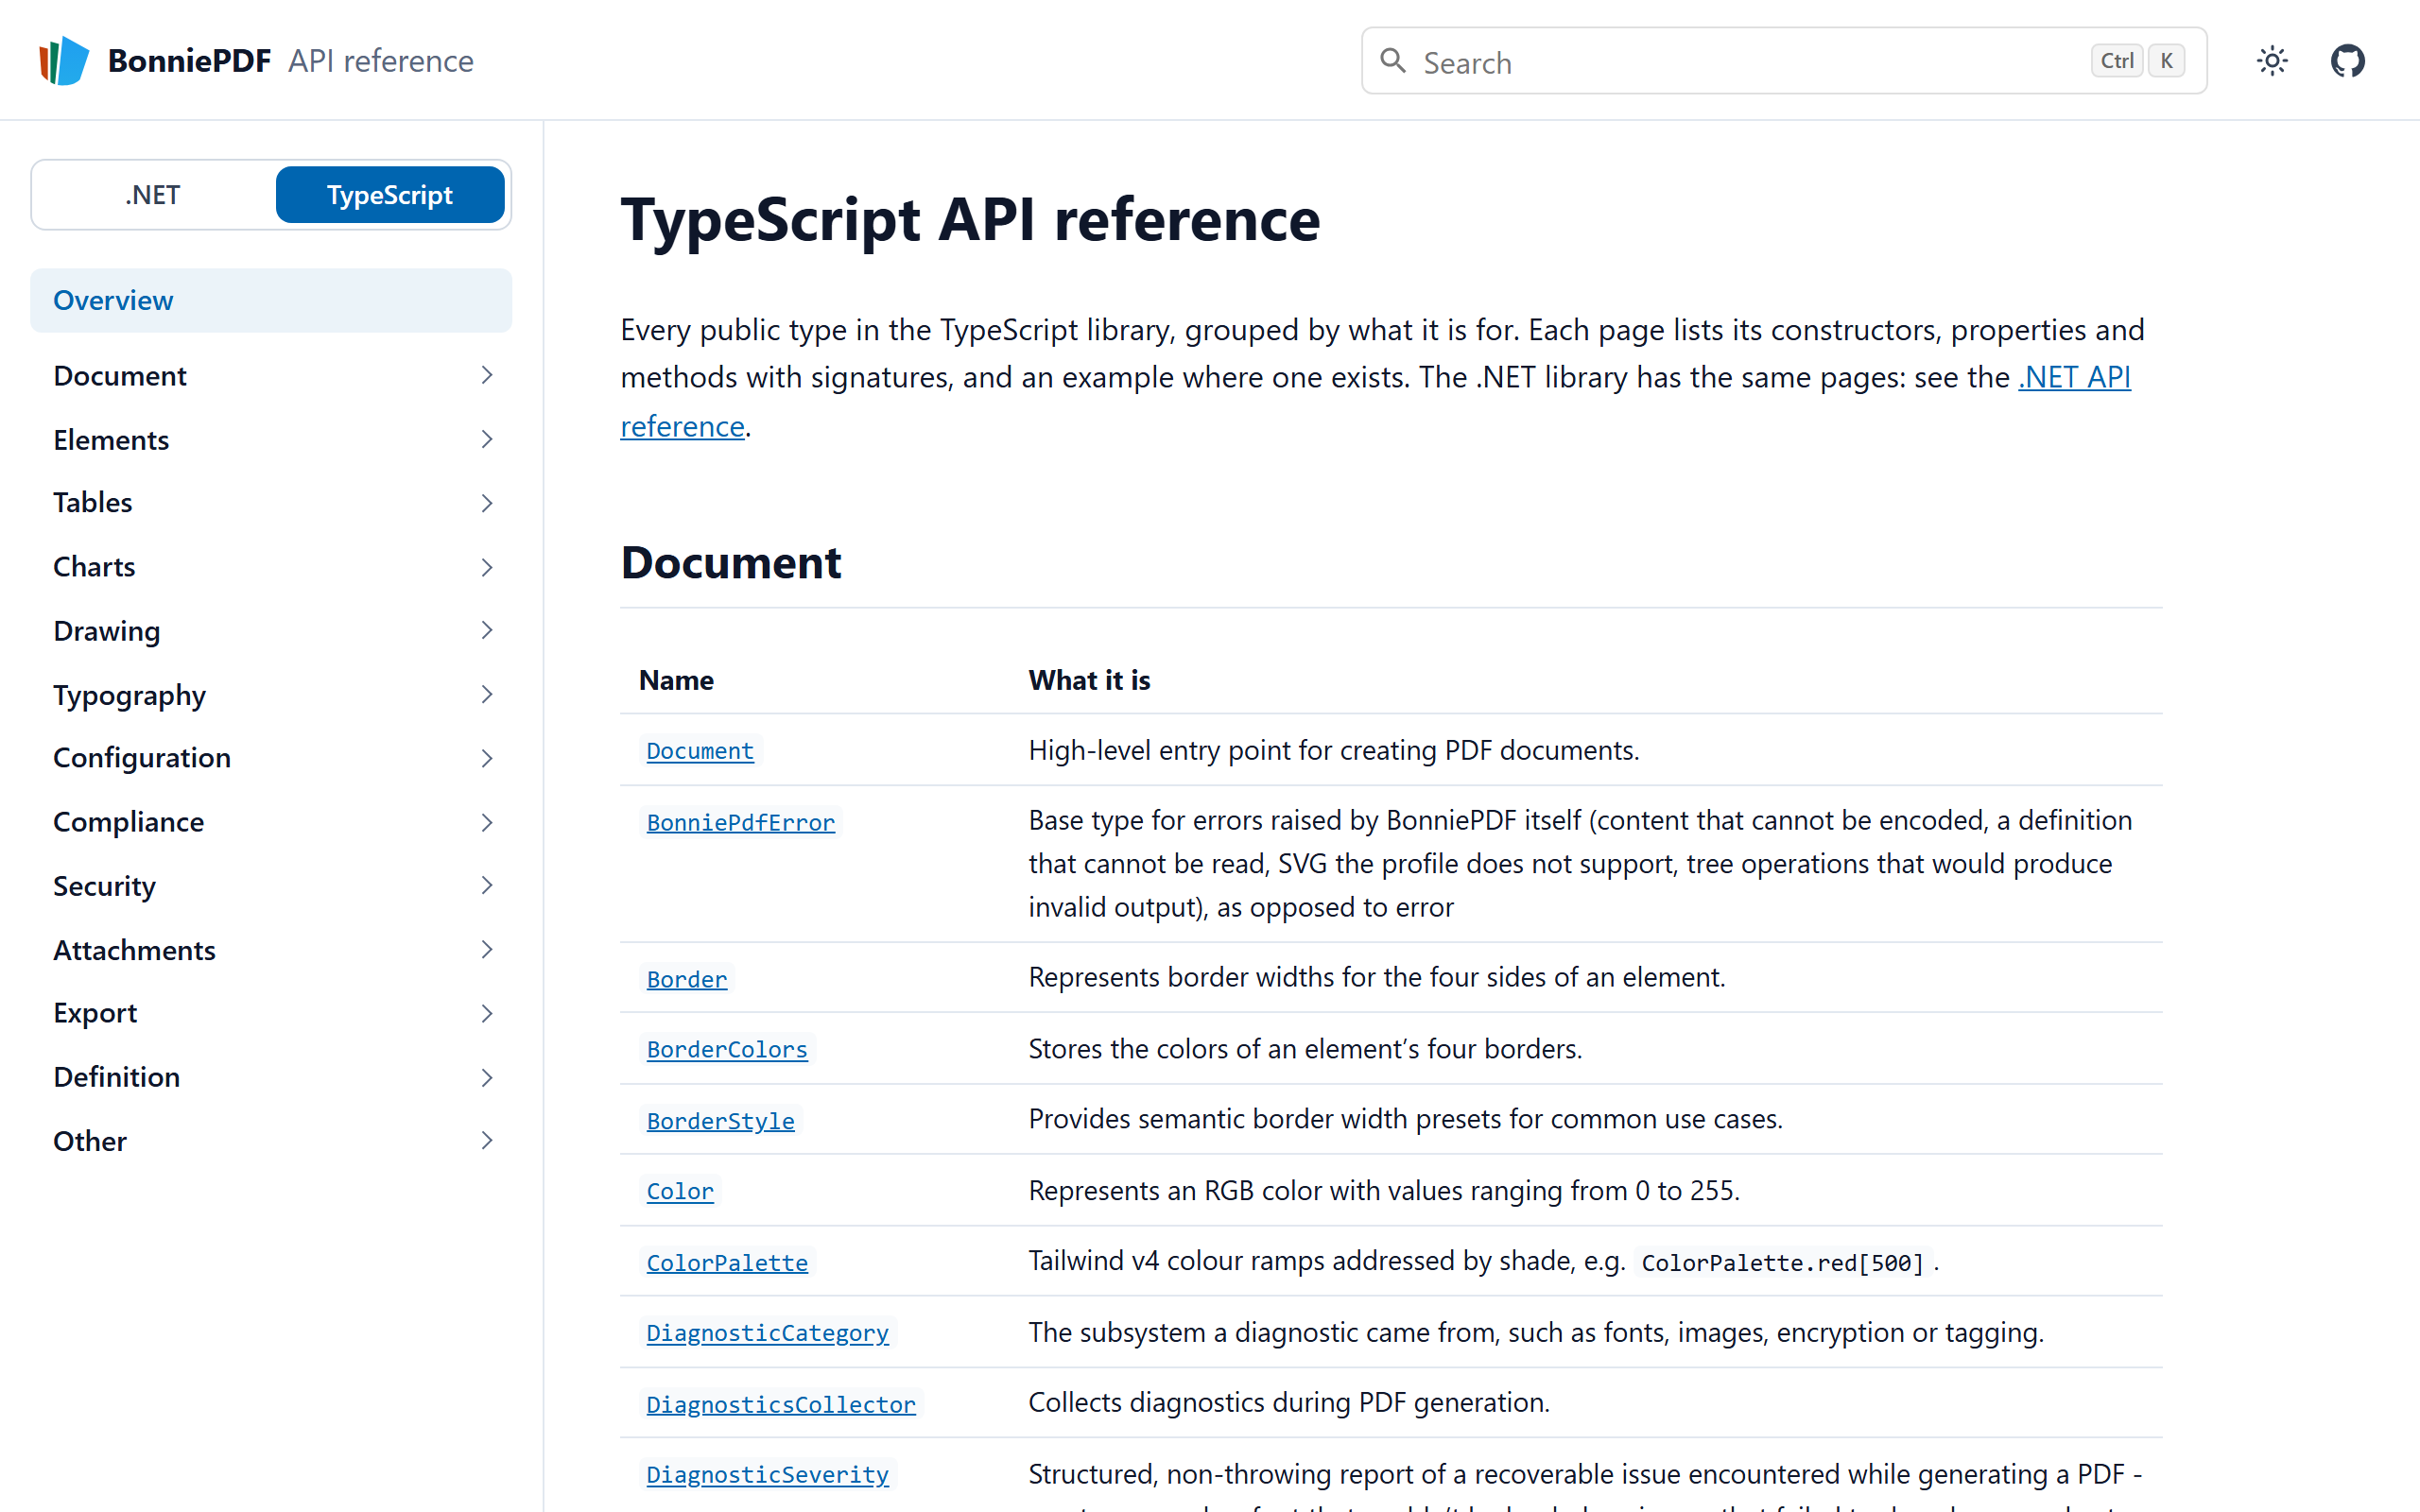 BonniePDF API reference
Search
Ctrl K
.NET
TypeScript
Overview
Document
Elements
Tables
Charts
Drawing
Typography
Configuration
Compliance
Security
Attachments
Export
Definition
Other
TypeScript API reference
Every public type in the TypeScript library, grouped by what it is for. Each page lists its constructors, properties and
methods with signatures, and an example where one exists. The .NET library has the same pages: see the .NET API
reference.
Document
Name What it is
Document High-level entry point for creating PDF documents.
BonniePdfError Base type for errors raised by BonniePDF itself (content that cannot be encoded, a definition
that cannot be read, SVG the profile does not support, tree operations that would produce
invalid output), as opposed to error
Border Represents border widths for the four sides of an element.
BorderColors Stores the colors of an element’s four borders.
BorderStyle Provides semantic border width presets for common use cases.
Color Represents an RGB color with values ranging from 0 to 255.
ColorPalette Tailwind v4 colour ramps addressed by shade, e.g. ColorPalette.red[500] .
DiagnosticCategory The subsystem a diagnostic came from, such as fonts, images, encryption or tagging.
DiagnosticsCollector Collects diagnostics during PDF generation.
DiagnosticSeverity Structured, non-throwing report of a recoverable issue encountered while generating a PDF -